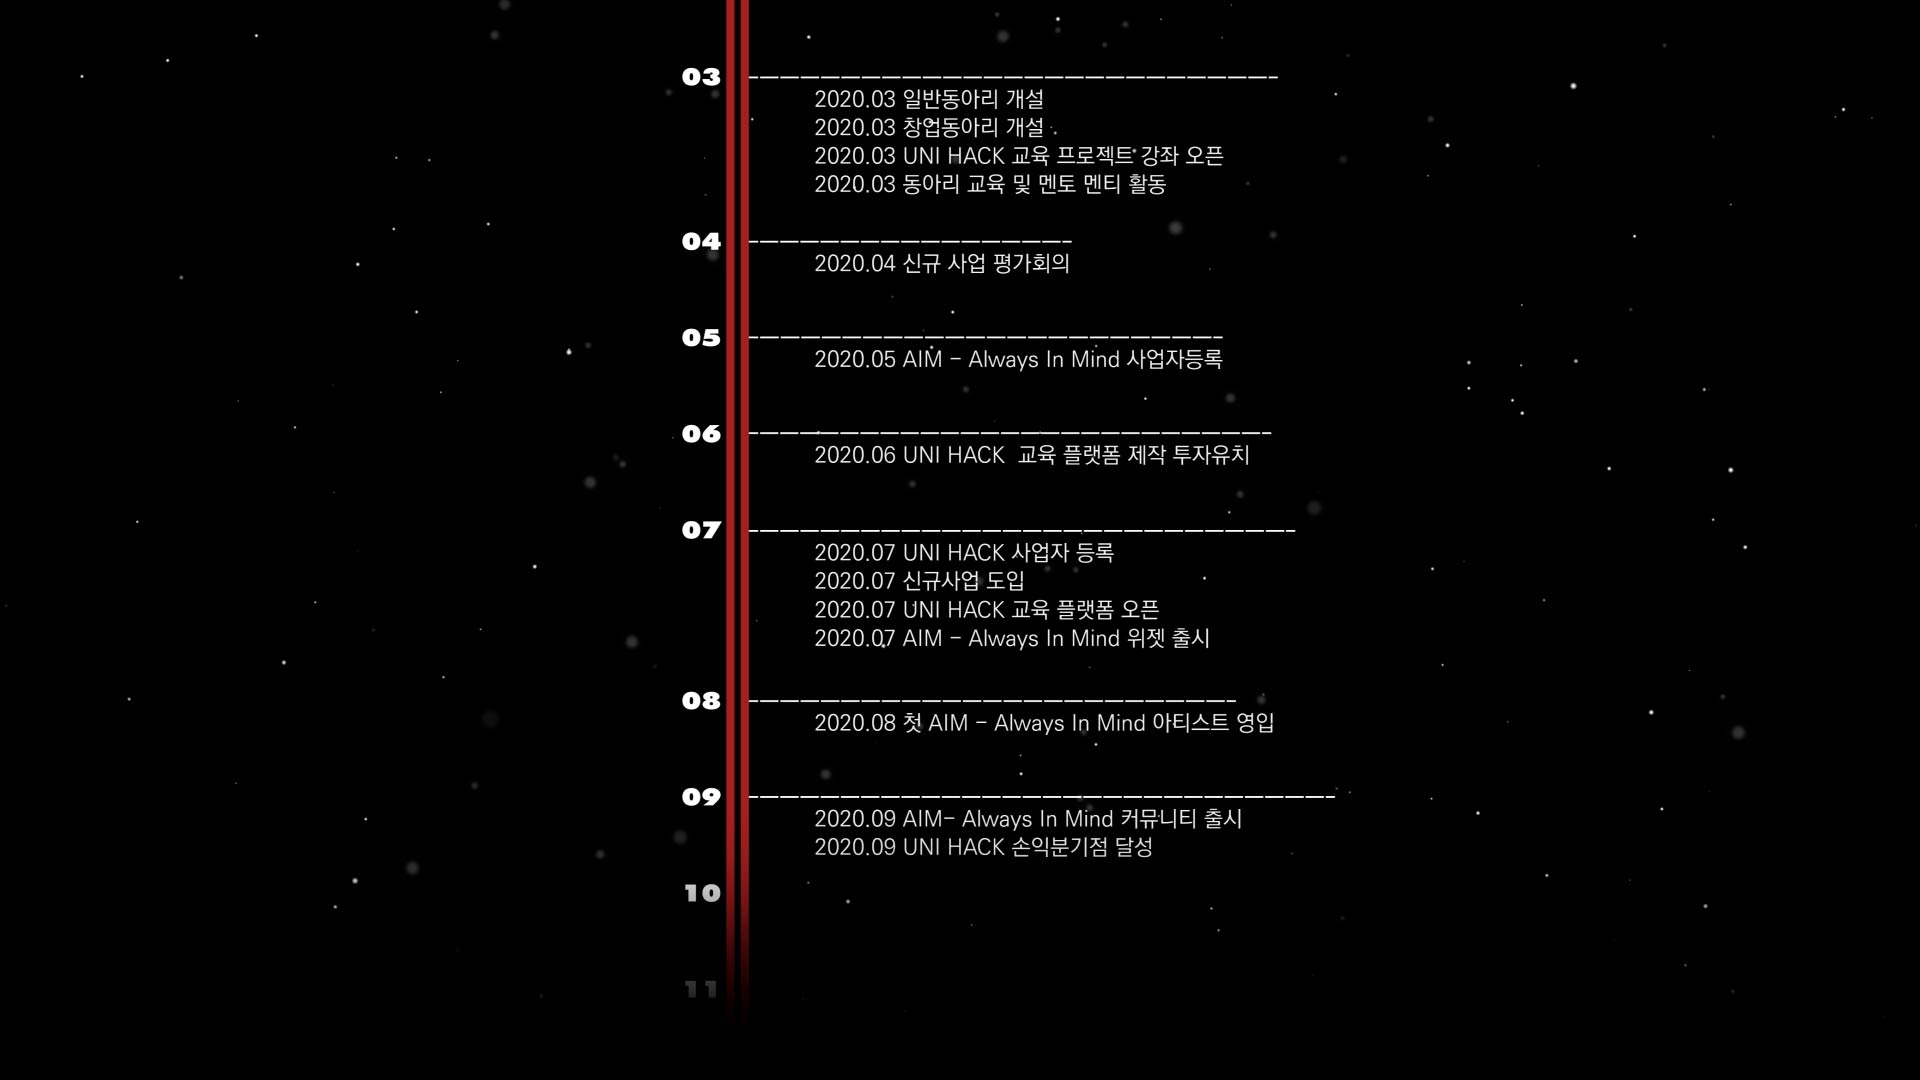 03
2020.03 일반동아리 개설
2020.03 창업동아리 개설
2020.03 UNI HACK 교육 프로젝트 강좌 오픈
2020.03 동아리 교육 및 멘토 멘티 활동
04
2020.04 신규 사업 평가회의
05
2020.05 AIM - Always In Mind 사업자등록
06
2020.06 UNI HACK  교육 플랫폼 제작 투자유치
07
2020.07 UNI HACK 사업자 등록
2020.07 신규사업 도입
2020.07 UNI HACK 교육 플랫폼 오픈
2020.07 AIM - Always In Mind 위젯 출시
08
2020.08 첫 AIM - Always In Mind 아티스트 영입
09
2020.09 AIM- Always In Mind 커뮤니티 출시
2020.09 UNI HACK 손익분기점 달성
10
11